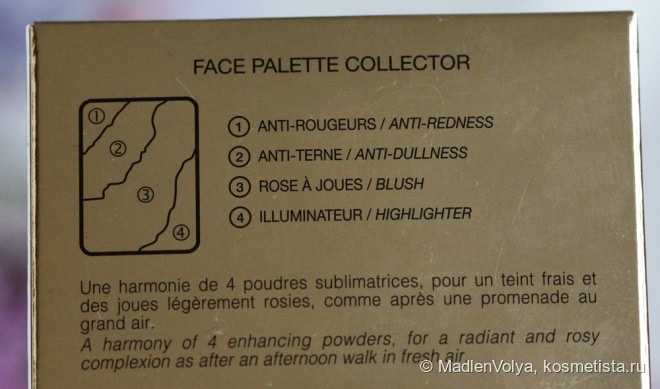 FACE PALETTE COLLECTOR
① ANTI-ROUGEURS / ANTI-REDNESS
② ANTI-TERNE / ANTI-DULLNESS
③ ROSE À JOUES / BLUSH
④ ILLUMINATEUR / HIGHLIGHTER
①
②
③
④
Une harmonie de 4 poudres sublimatrices, pour un teint frais et
des joues légèrement rosies, comme après une promenade au
grand air.
A harmony of 4 enhancing powders, for a radiant and rosy
complexion as after an afternoon walk in fresh air.
© MadlenVolya, kosmetista.ru